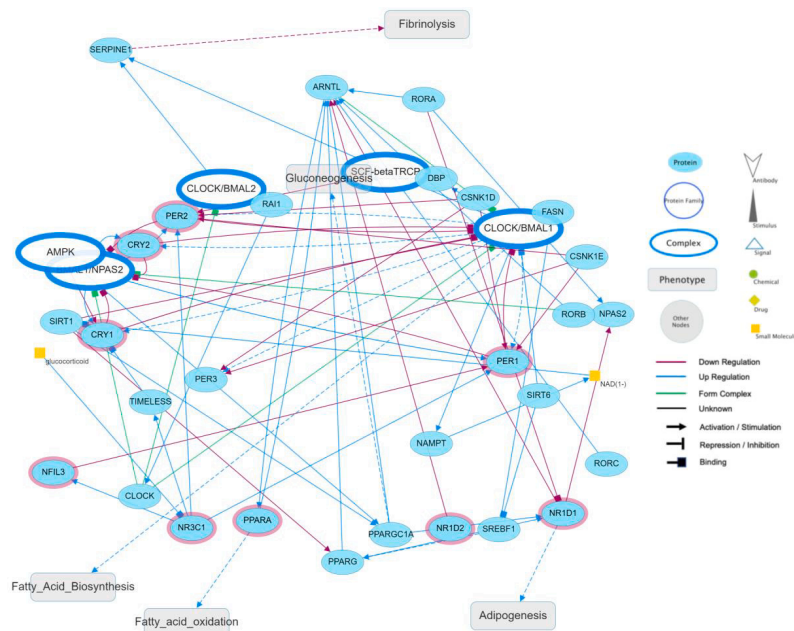 Fibrinolysis
SERPINE1
ARNTL
RORA
SCF-betaTRCP
Gluconeogenesis
DBP
CLOCK/BMAL2
RAI1
CSNK1D
PER2
FASN
CLOCK/BMAL1
CRY2
AMPK
/NPAS2
CSNK1E
SIRT1
CRY1
RORB
NPAS2
glucocorticoid
PER3
PER1
NAD(1-)
TIMELESS
SIRT6
NAMPT
NFIL3
RORC
CLOCK
NR3C1
PPARA
PPARGC1A
NR1D2
SREBF1
NR1D1
PPARG
Fatty_Acid_Biosynthesis
Fatty_acid_oxidation
Adipogenesis
Protein
Antibody
Protein Family
Stimulus
Complex
Signal
Phenotype
Chemical
Other
Nodes
Drug
Small Molecul
Down Regulation
Up Regulation
Form Complex
Unknown
Activation / Stimulation
Repression / Inhibition
Binding